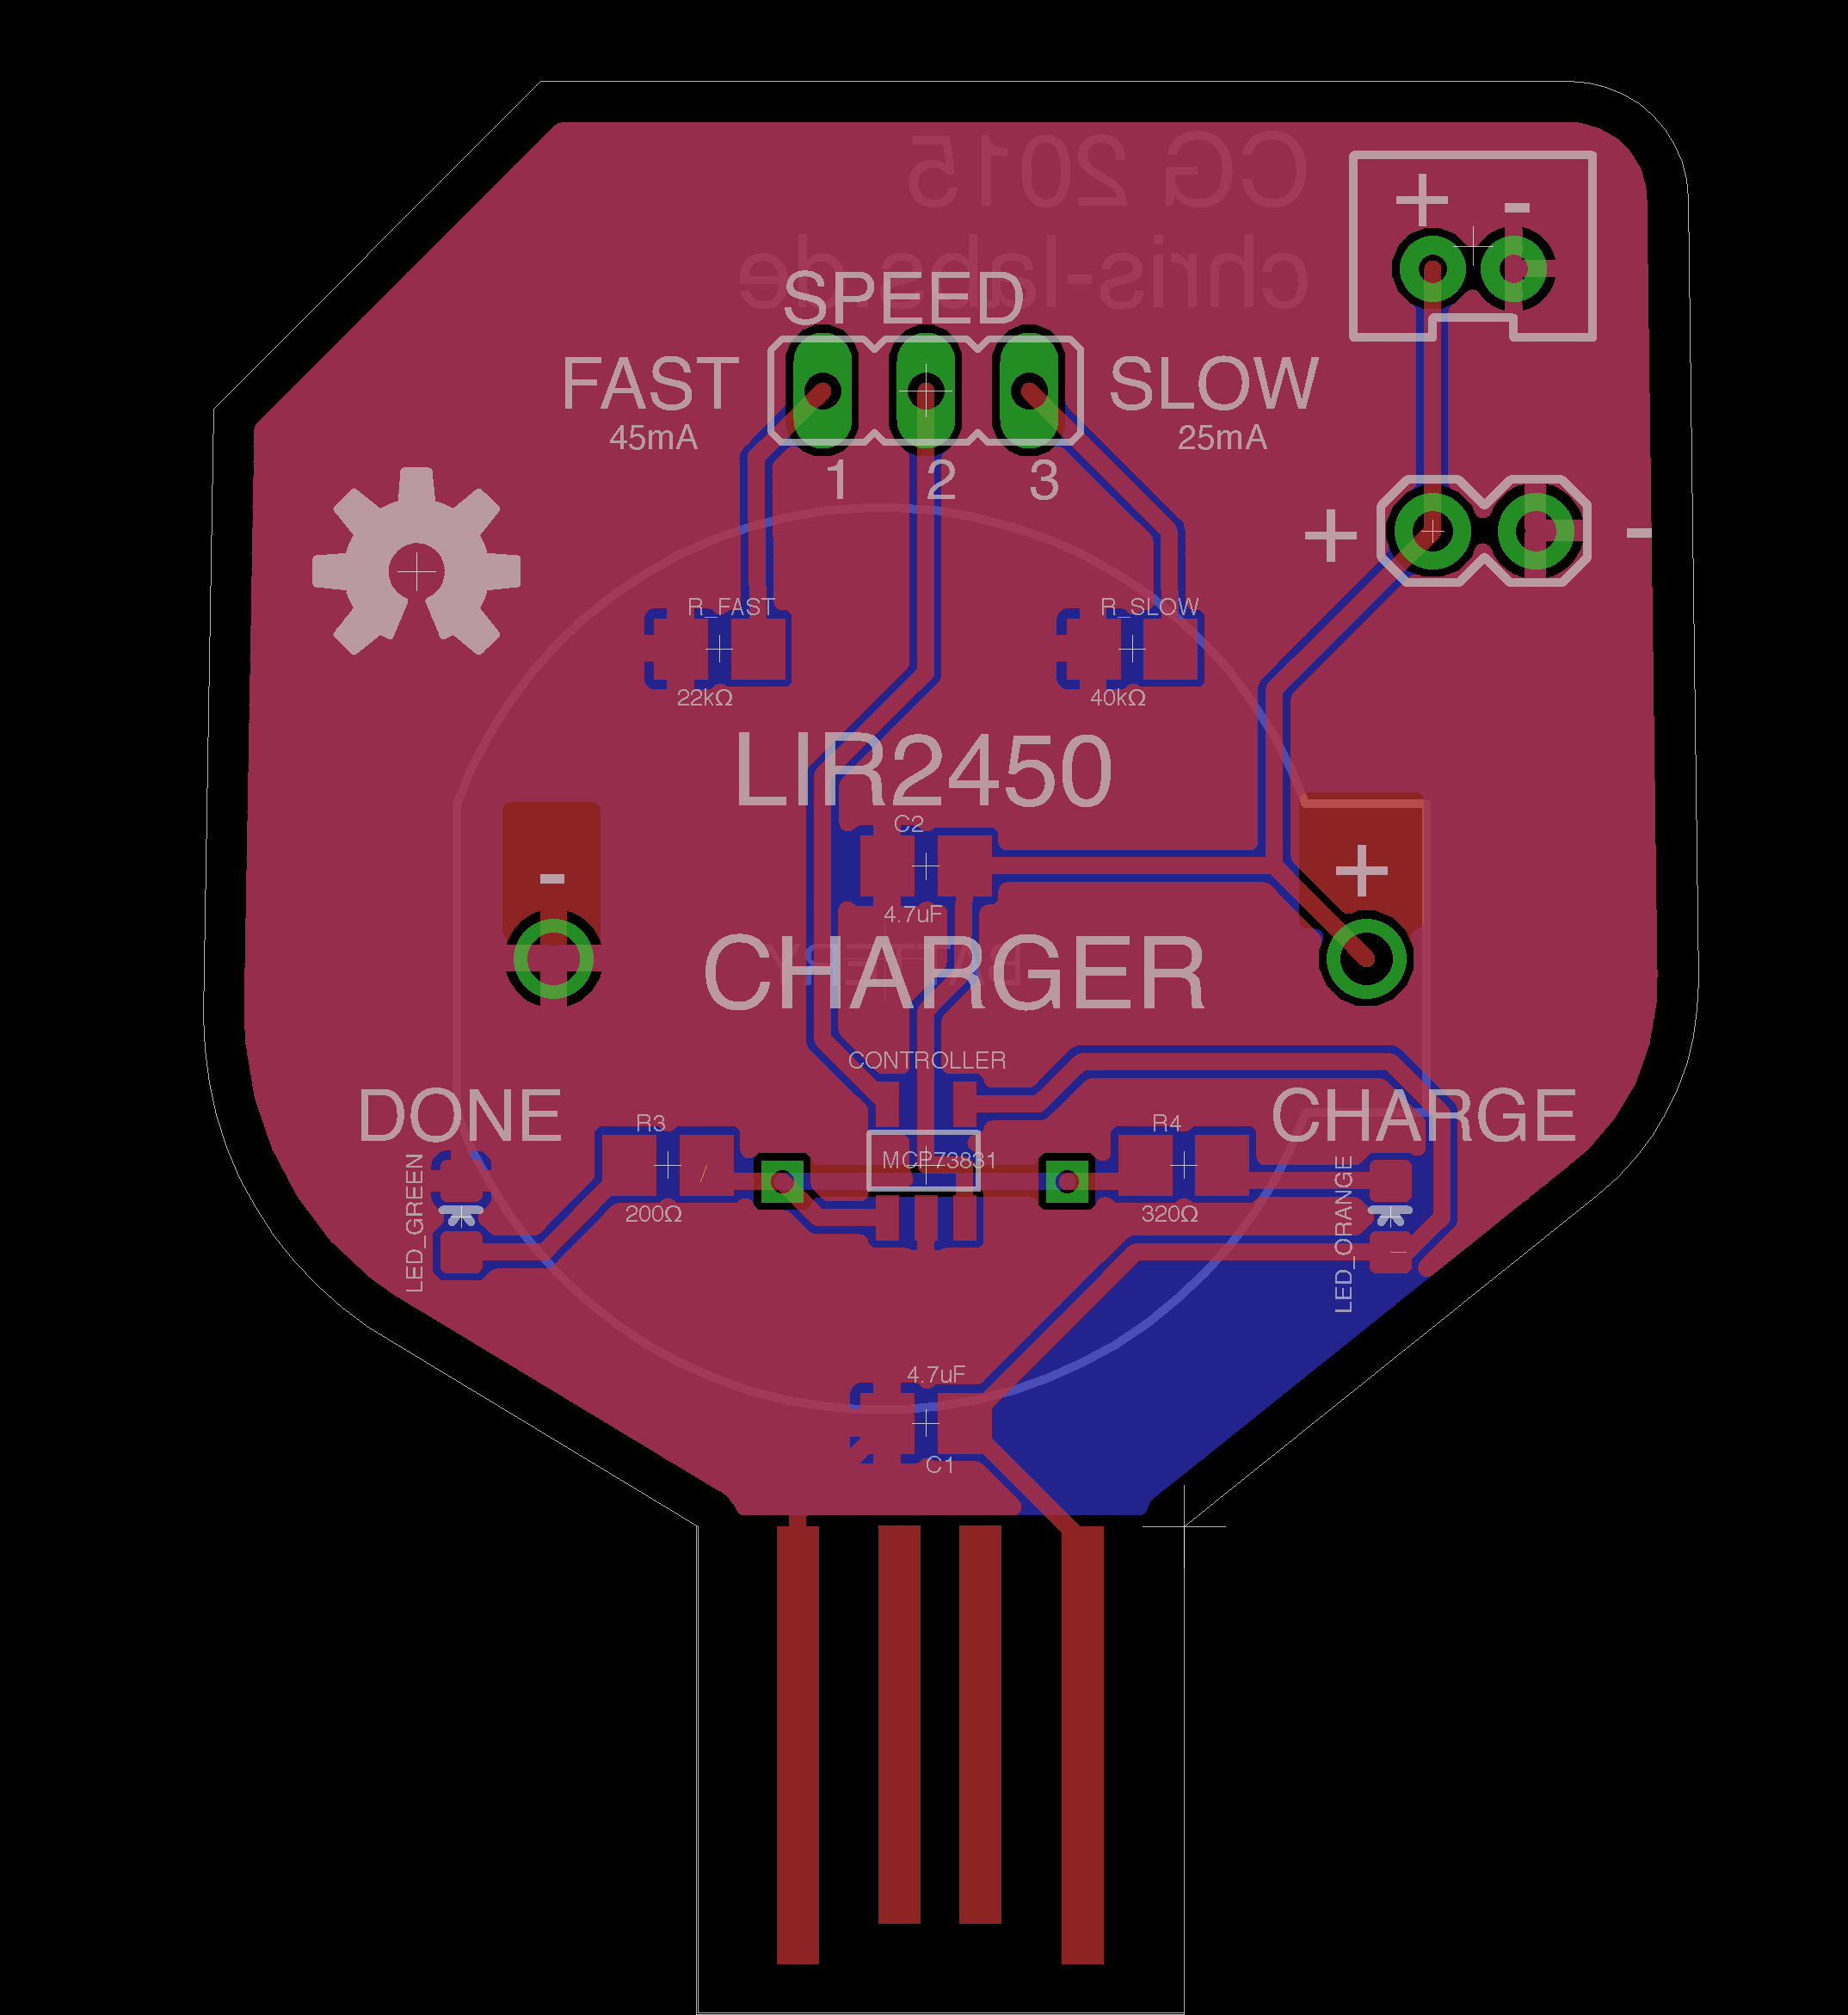 CG 2015
chris-labs.de
+ -
SPEED
FAST
SLOW
45mA
25mA
1 2 3
+ -
R_FAST
R_SLOW
22kΩ
40kΩ
LIR2450
C2
- +
4.7uF
CHARGER
BATTERY
CONTROLLER
DONE
CHARGE
R3
R4
MCP73831
LED_GREEN
LED_ORANGE
200Ω
320Ω
4.7uF
C1